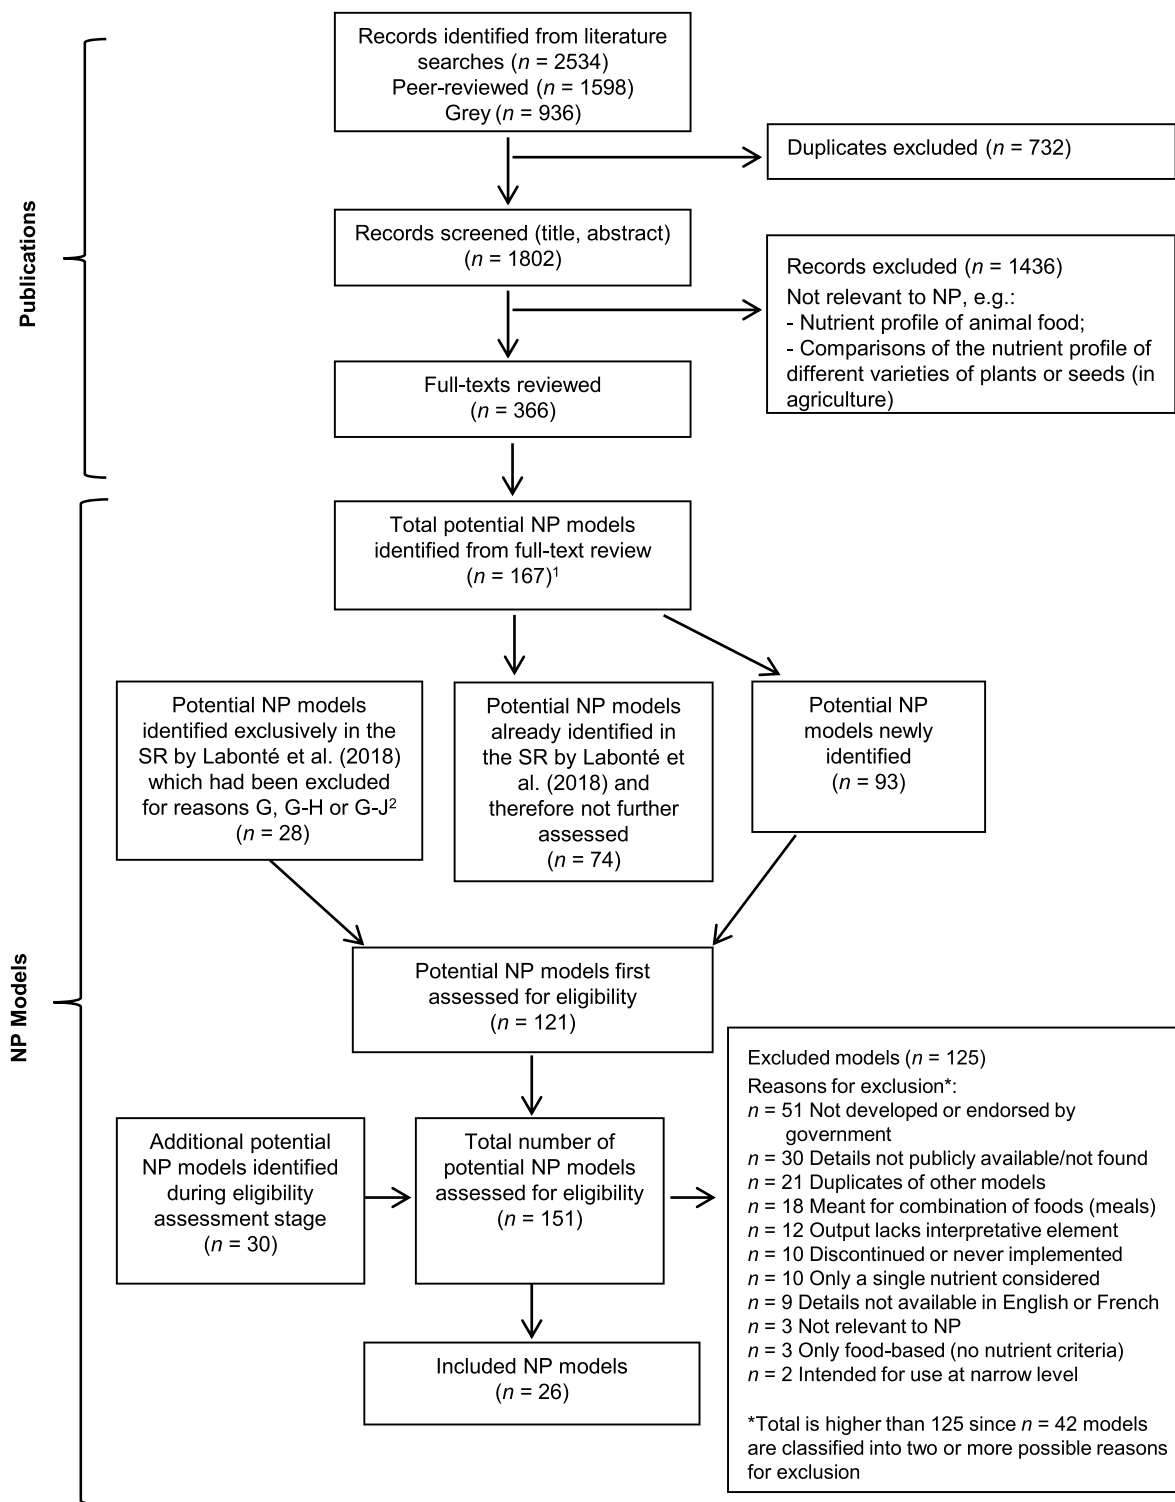 Records identified from literature
searches (n = 2534)
Peer-reviewed (n = 1598)
Grey (n = 936)
Duplicates excluded (n = 732)
Publications
Records screened (title, abstract)
(n = 1802)
Records excluded (n = 1436)
Not relevant to NP, e.g.:
- Nutrient profile of animal food;
- Comparisons of the nutrient profile of
different varieties of plants or seeds (in
agriculture)
Full-texts reviewed
(n = 366)
Total potential NP models
identified from full-text review
(n = 167)¹
Potential NP models
identified exclusively in the
SR by Labonté et al. (2018)
which had been excluded
for reasons G, G-H or G-J²
(n = 28)
Potential NP models
already identified in
the SR by Labonté et
al. (2018) and
therefore not further
assessed
(n = 74)
Potential NP
models newly
identified
(n = 93)
NP Models
Potential NP models first
assessed for eligibility
(n = 121)
Additional potential
NP models identified
during eligibility
assessment stage
(n = 30)
Total number of
potential NP models
assessed for eligibility
(n = 151)
Excluded models (n = 125)
Reasons for exclusion*:
n = 51 Not developed or endorsed by
government
n = 30 Details not publicly available/not found
n = 21 Duplicates of other models
n = 18 Meant for combination of foods (meals)
n = 12 Output lacks interpretative element
n = 10 Discontinued or never implemented
n = 10 Only a single nutrient considered
n = 9 Details not available in English or French
n = 3 Not relevant to NP
n = 3 Only food-based (no nutrient criteria)
n = 2 Intended for use at narrow level
*Total is higher than 125 since n = 42 models
are classified into two or more possible reasons
for exclusion
Included NP models
(n = 26)